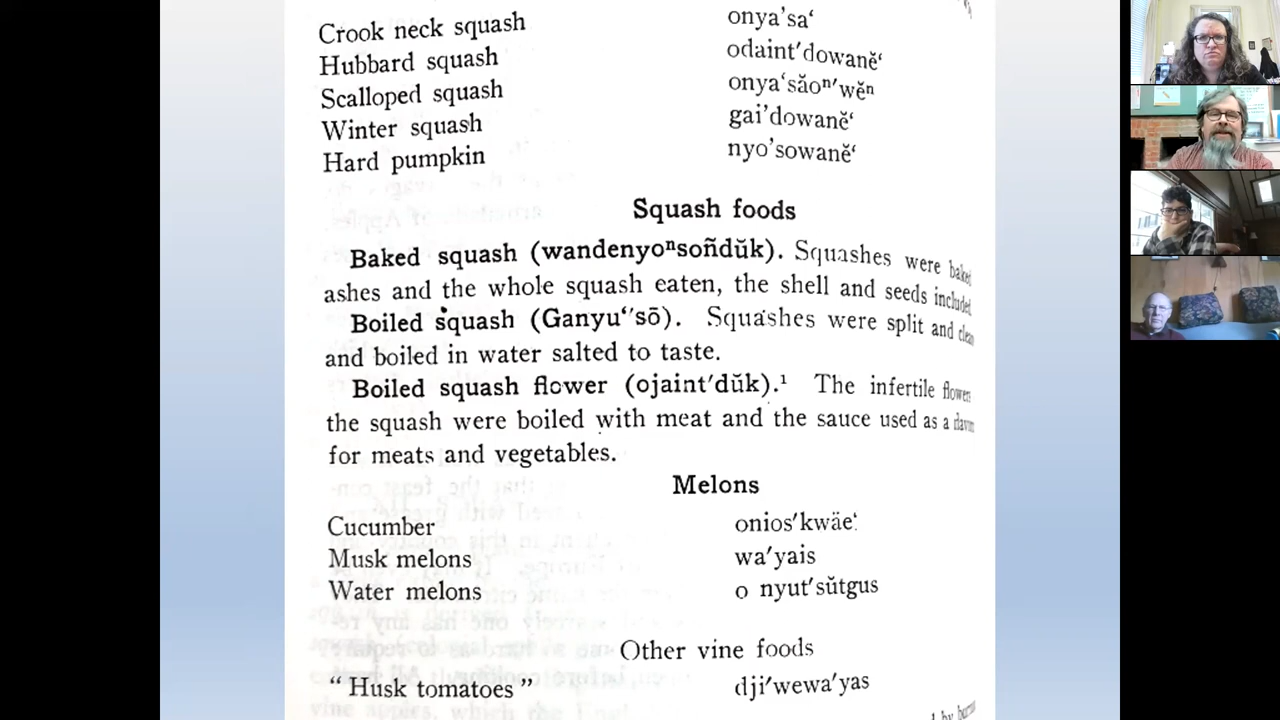 Crook neck squash onya’sa‘
Hubbard squash odaint′dowanĕ‘
Scalloped squash onya‘săoⁿ′wĕⁿ
Winter squash gai’dowanĕ‘
Hard pumpkin nyo’sowanĕ‘
Squash foods
Baked squash (wandenyoⁿsoñdŭk). Squashes were baked
ashes and the whole squash eaten, the shell and seeds included
Boiled squash (Ganyu‘′sō). Squashes were split and
and boiled in water salted to taste.
Boiled squash flower (ojaint′dŭk).¹ The infertile
the squash were boiled with meat and the sauce used as a
for meats and vegetables.
Melons
Cucumber onios′kwäe‘
Musk melons wa′yais
Water melons o nyut′sŭtgus
Other vine foods
“ Husk tomatoes ” dji′wewa′yas